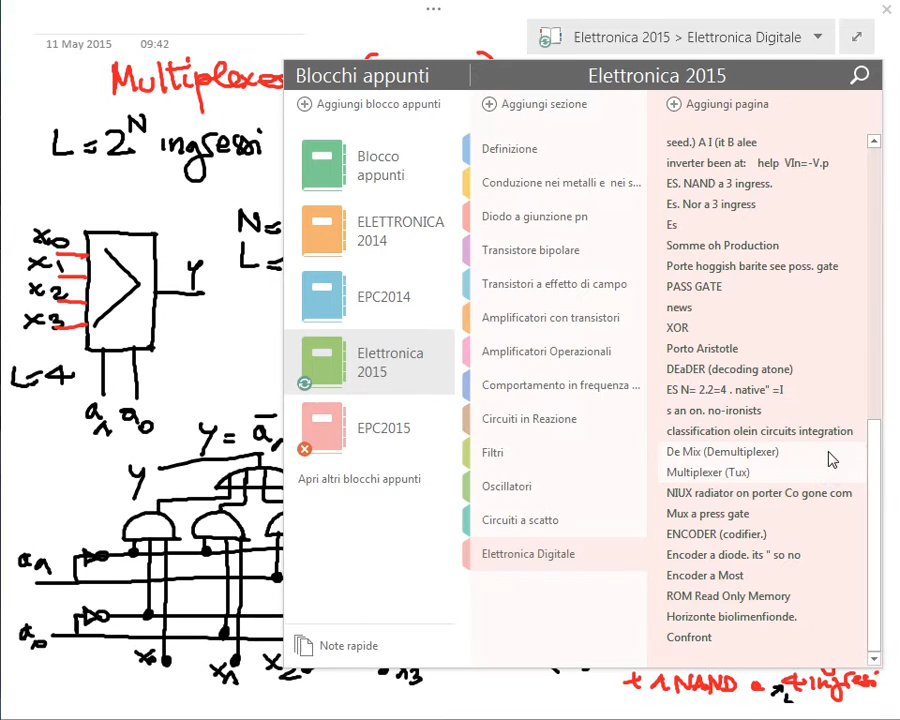 11 May 2015 09:42
Elettronica 2015 > Elettronica Digitale
Multiplexer
Blocchi appunti
Elettronica 2015
Aggiungi blocco appunti
Aggiungi sezione
Aggiungi pagina
Blocco appunti
ELETTRONICA 2014
EPC2014
Elettronica 2015
EPC2015
Apri altri blocchi appunti
Note rapide
Definizione
Conduzione nei metalli e nei s...
Diodo a giunzione pn
Transistore bipolare
Transistori a effetto di campo
Amplificatori con transistori
Amplificatori Operazionali
Comportamento in frequenza ...
Circuiti in Reazione
Filtri
Oscillatori
Circuiti a scatto
Elettronica Digitale
seed.) A I (it B alee
inverter been at: help VIn=-V.p
ES. NAND a 3 ingress.
Es. Nor a 3 ingress
Es
Somme oh Production
Porte hoggish barite see poss. gate
PASS GATE
news
XOR
Porto Aristotle
DEaDER (decoding atone)
ES N= 2.2=4 . native" =I
s an on. no-ironists
classification olein circuits integration
De Mix (Demultiplexer)
Multiplexer (Tux)
NIUX radiator on porter Co gone com
Mux a press gate
ENCODER (codifier.)
Encoder a diode. its " so no
Encoder a Most
ROM Read Only Memory
Horizonte biolimenfionde.
Confront
L = 2^N ingressi
N=
L=
x0
x1
x2
x3
y
L=4
a1 a0
y = a̅1
y
a1
a0
x0 x1 x2 x3
+ 1 NAND a 4 ingressi